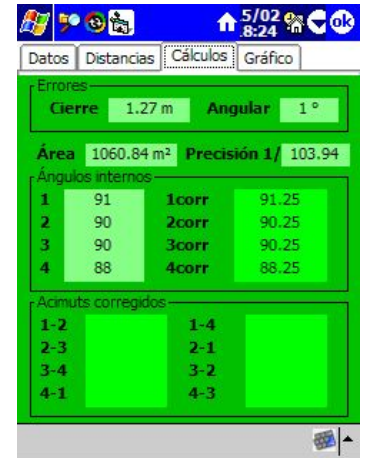 5/02
8:24
ok
Datos Distancias Cálculos Gráfico
Errores
Cierre 1.27 m Angular 1 °
Área 1060.84 m² Precisión 1/ 103.94
Ángulos internos
1 91 1corr 91.25
2 90 2corr 90.25
3 90 3corr 90.25
4 88 4corr 88.25
Acimuts corregidos
1-2 1-4
2-3 2-1
3-4 3-2
4-1 4-3